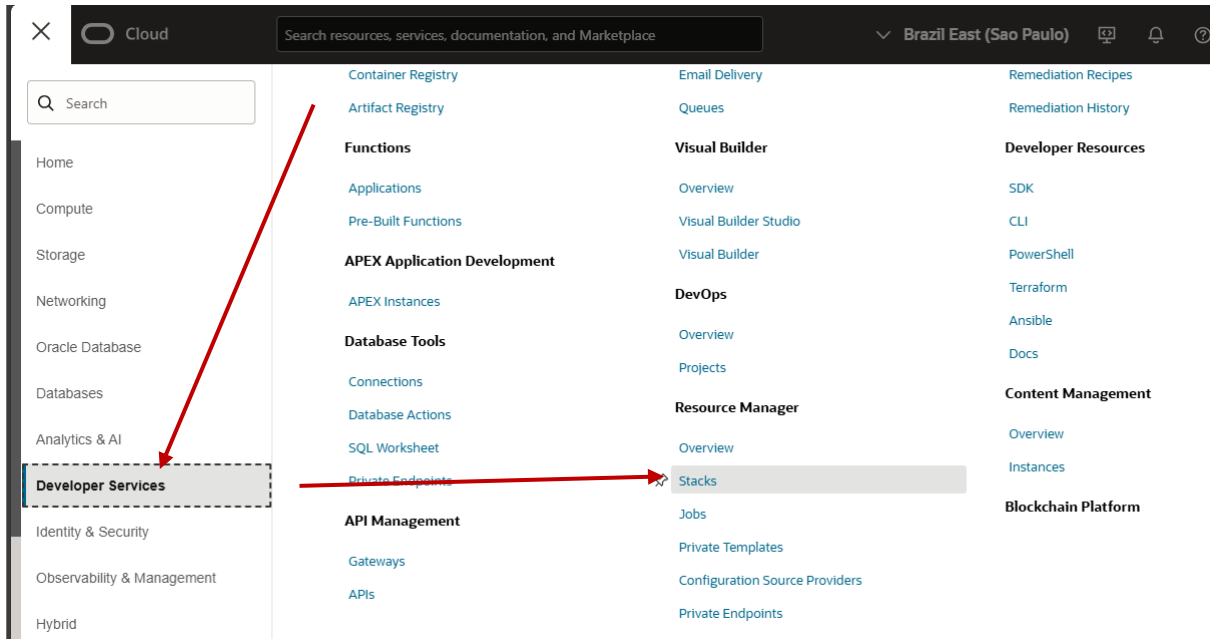 Cloud
Search resources, services, documentation, and Marketplace
Brazil East (Sao Paulo)
Search
Home
Compute
Storage
Networking
Oracle Database
Databases
Analytics & AI
Developer Services
Identity & Security
Observability & Management
Hybrid
Container Registry
Artifact Registry
Functions
Applications
Pre-Built Functions
APEX Application Development
APEX Instances
Database Tools
Connections
Database Actions
SQL Worksheet
Private Endpoints
API Management
Gateways
APIs
Email Delivery
Queues
Visual Builder
Overview
Visual Builder Studio
Visual Builder
DevOps
Overview
Projects
Resource Manager
Overview
Stacks
Jobs
Private Templates
Configuration Source Providers
Private Endpoints
Remediation Recipes
Remediation History
Developer Resources
SDK
CLI
PowerShell
Terraform
Ansible
Docs
Content Management
Overview
Instances
Blockchain Platform